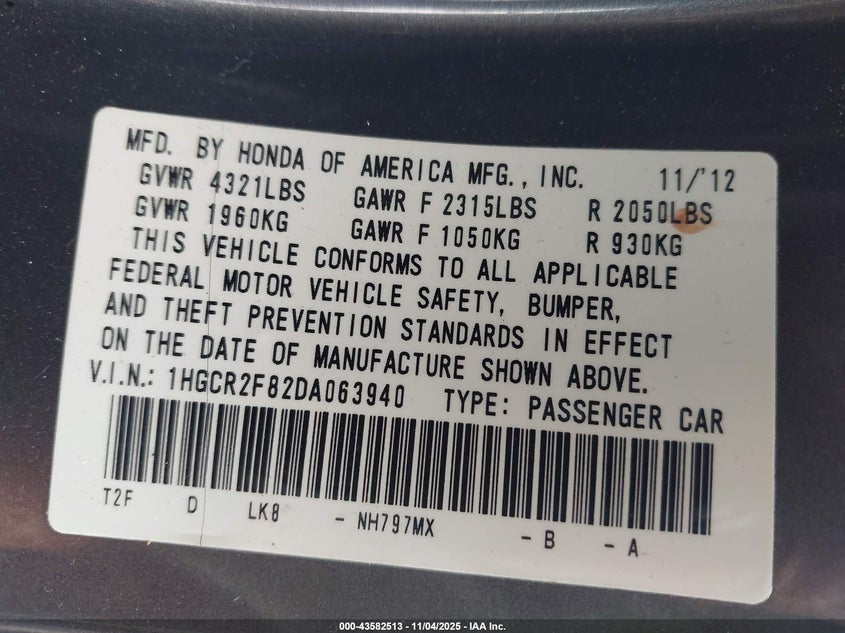 MFD. BY HONDA OF AMERICA MFG., INC. 11/'12
GVWR 4321LBS GAWR F 2315LBS R 2050LBS
GVWR 1960KG GAWR F 1050KG R 930KG
THIS VEHICLE CONFORMS TO ALL APPLICABLE
FEDERAL MOTOR VEHICLE SAFETY, BUMPER,
AND THEFT PREVENTION STANDARDS IN EFFECT
ON THE DATE OF MANUFACTURE SHOWN ABOVE.
V.I.N.: 1HGCR2F82DA063940 TYPE: PASSENGER CAR
T2F D LK8 - NH797MX - B - A
000-43582513 - 11/04/2025 - IAA Inc.